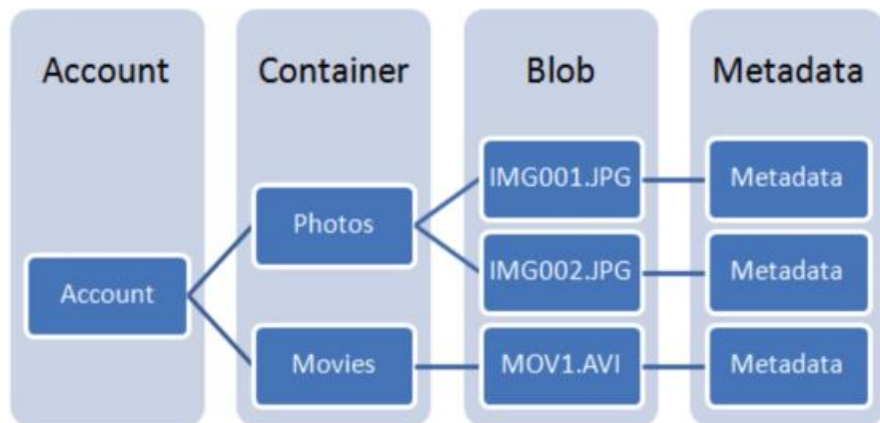 Account
Container
Blob
Metadata
IMG001.JPG
Metadata
Photos
IMG002.JPG
Metadata
Account
Movies
MOV1.AVI
Metadata